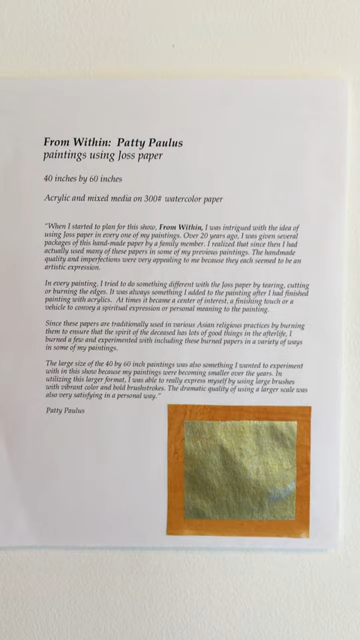 From Within: Patty Paulus
paintings using Joss paper
40 inches by 60 inches
Acrylic and mixed media on 300# watercolor paper
"When I started to plan for this show, From Within, I was intrigued with the idea of
using Joss paper in every one of my paintings. Over 20 years ago, I was given several
packages of this hand-made paper by a family member. I realized that since then I had
actually used many of these papers in some of my previous paintings. The handmade
quality and imperfections were very appealing to me because they each seemed to be an
artistic expression.
In every painting, I tried to do something different with the Joss paper by tearing, cutting
or burning the edges. It was always something I added to the painting after I had finished
painting with acrylics. At times it became a center of interest, a finishing touch or a
vehicle to convey a spiritual expression or personal meaning to the painting.
Since these papers are traditionally used in various Asian religious practices by burning
them to ensure that the spirit of the deceased has lots of good things in the afterlife, I
burned a few and experimented with including these burned papers in a variety of ways
in some of my paintings.
The large size of the 40 by 60 inch paintings was also something I wanted to experiment
with in this show because my paintings were becoming smaller over the years. In
utilizing this larger format, I was able to really express myself by using large brushes
with vibrant color and bold brushstrokes. The dramatic quality of using a larger scale was
also very satisfying in a personal way."
Patty Paulus